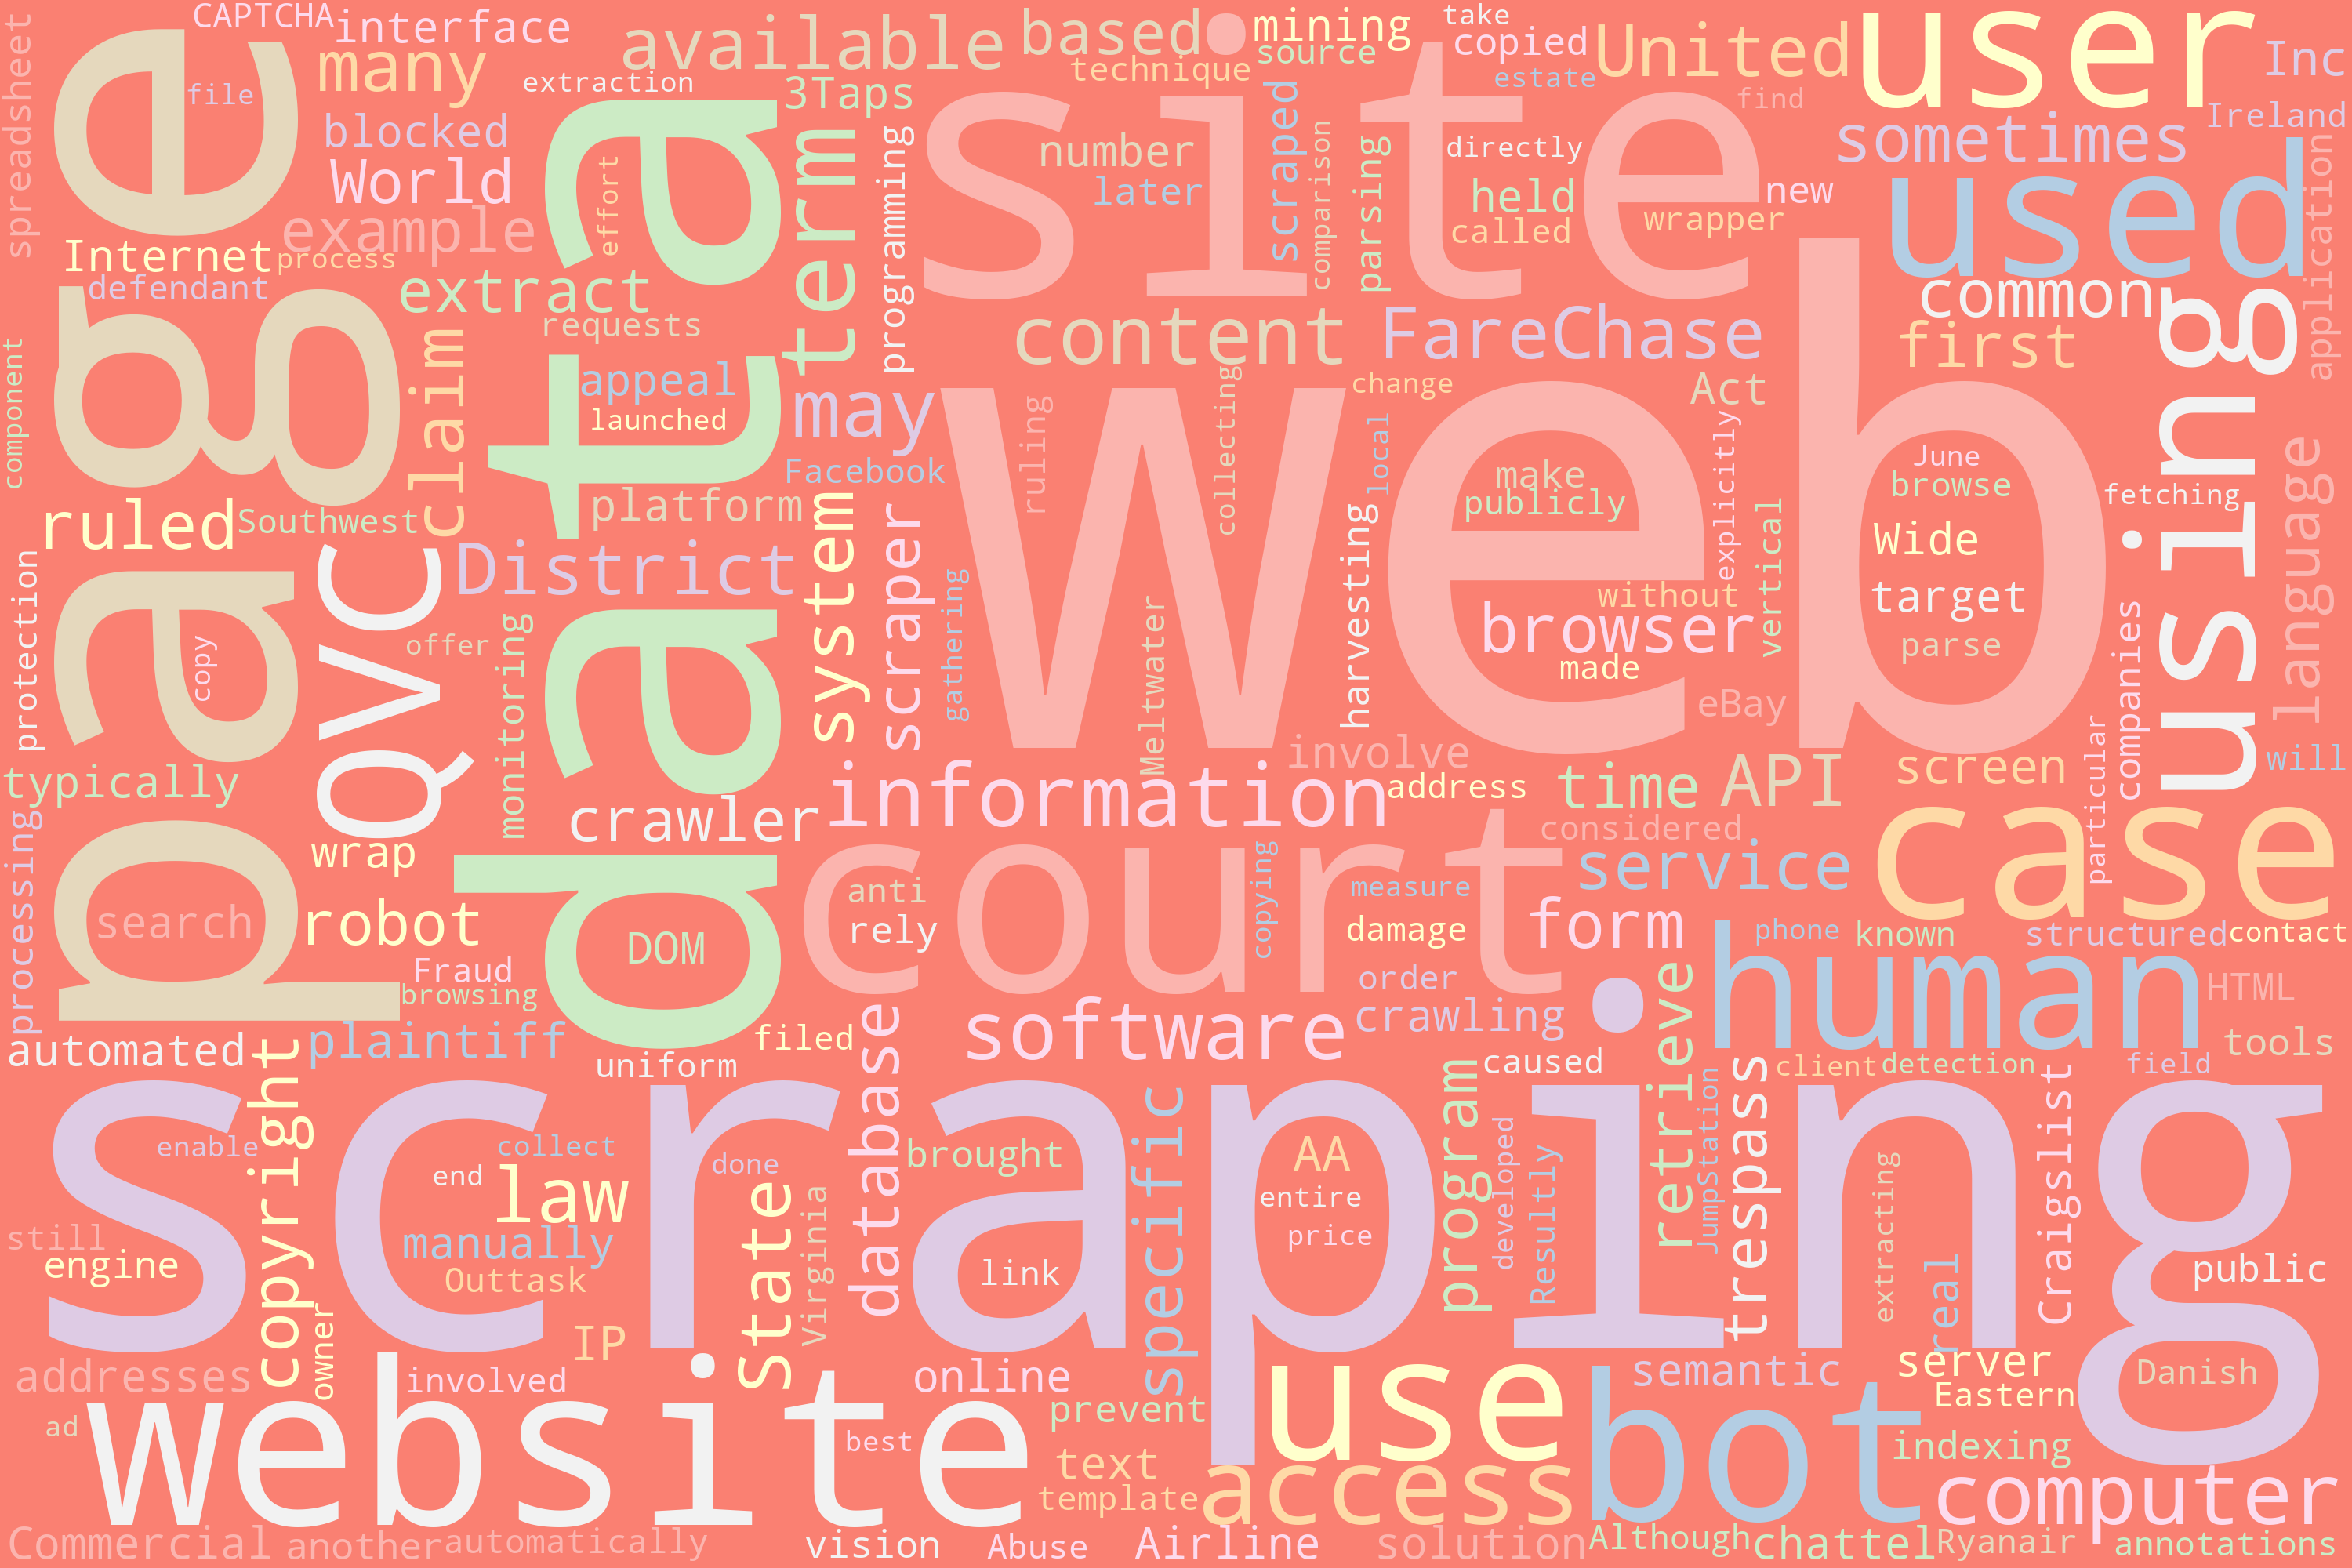 CAPTCHA
interface
available
based
mining
take
copied
United
user
Inc
many
extraction
3Taps
technique
source
estate
find
file
spreadsheet
blocked
World
example
effort
term
programming
site
number
later
scraped
comparison
parsing
directly
held
called
wrapper
new
sometimes
used
Ireland
application
Internet
process
defendant
extract
requests
content
FareChase
common
first
component
claim
appeal
launched
may
Facebook
ruling
collecting
change
local
Act
explicitly
June
browse
fetching
using
language
page
data
web
ruled
Southwest
platform
system
scraper
make
publicly
Wide
target
parse
protection
copy
QVC
District
offer
monitoring
gathering
Meltwater
harvesting
without
browser
made
vertical
eBay
companies
particular
will
typically
crawler
information
involve
address
time
API
screen
case
processing
wrap
search
robot
DOM
court
anti
rely
copying
considered
measure
damage
service
form
phone
known
structured
contact
Fraud
browsing
order
crawling
human
HTML
tools
automated
plaintiff
uniform
filed
database
software
caused
retrieve
client
detection
field
scraping
copyright
enable
collect
end
law
done
State
Virginia
brought
specific
AA
entire
price
program
developed
Resultly
JumpStation
trespass
extracting
real
Craigslist
public
still
engine
manually
Outtask
link
owner
IP
addresses
involved
online
use
semantic
server
Eastern
Danish
ad
website
best
prevent
text
template
access
bot
indexing
computer
Commercial
another
automatically
vision
Abuse
Airline
solution
Although
chattel
Ryanair
annotations